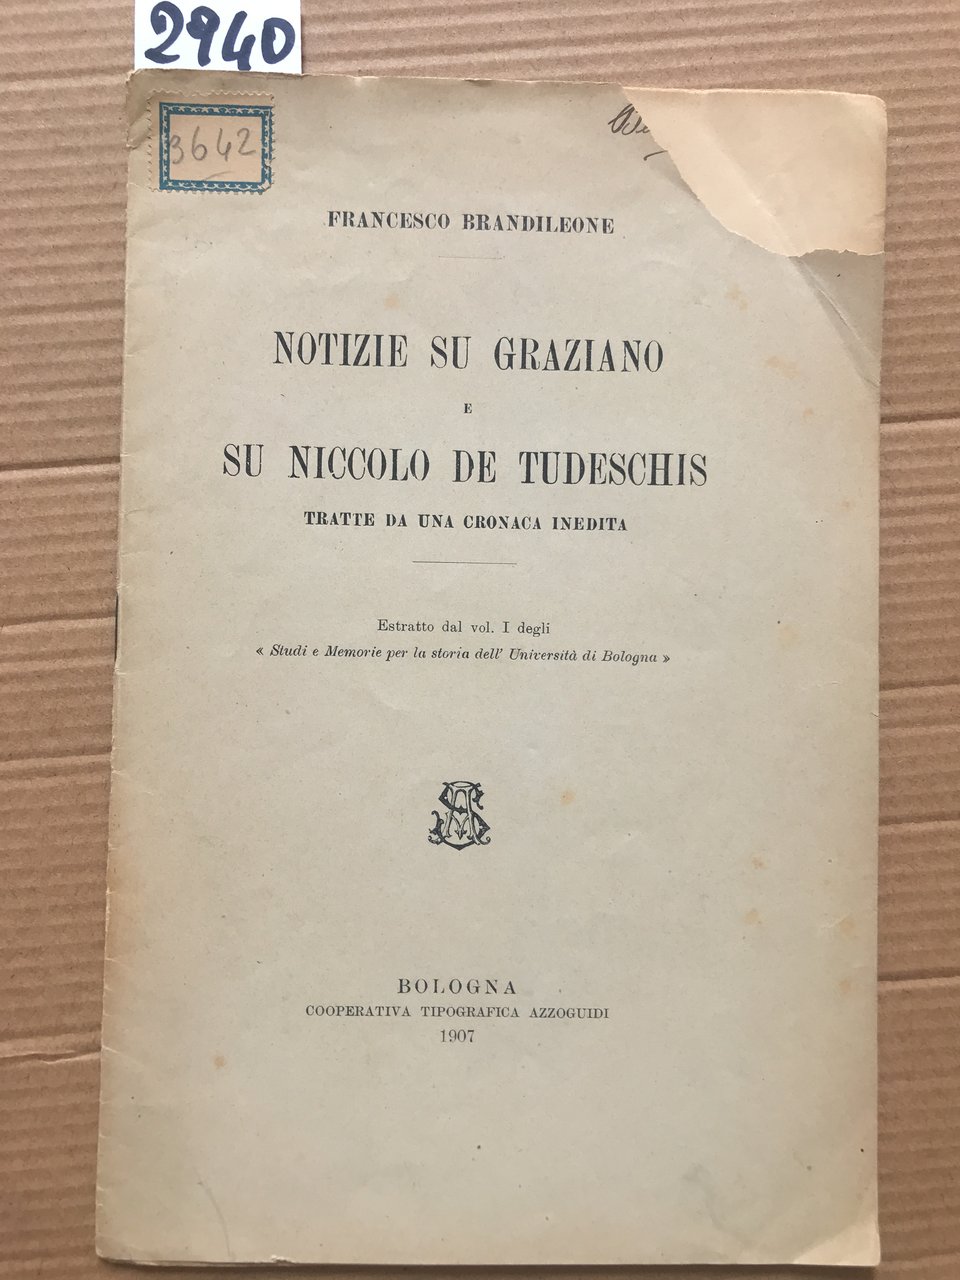 2940
3642
FRANCESCO BRANDILEONE
NOTIZIE SU GRAZIANO
E
SU NICCOLO DE TUDESCHIS
TRATTE DA UNA CRONACA INEDITA
Estratto dal vol. I degli
« Studi e Memorie per la storia dell' Università di Bologna »
BOLOGNA
COOPERATIVA TIPOGRAFICA AZZOGUIDI
1907